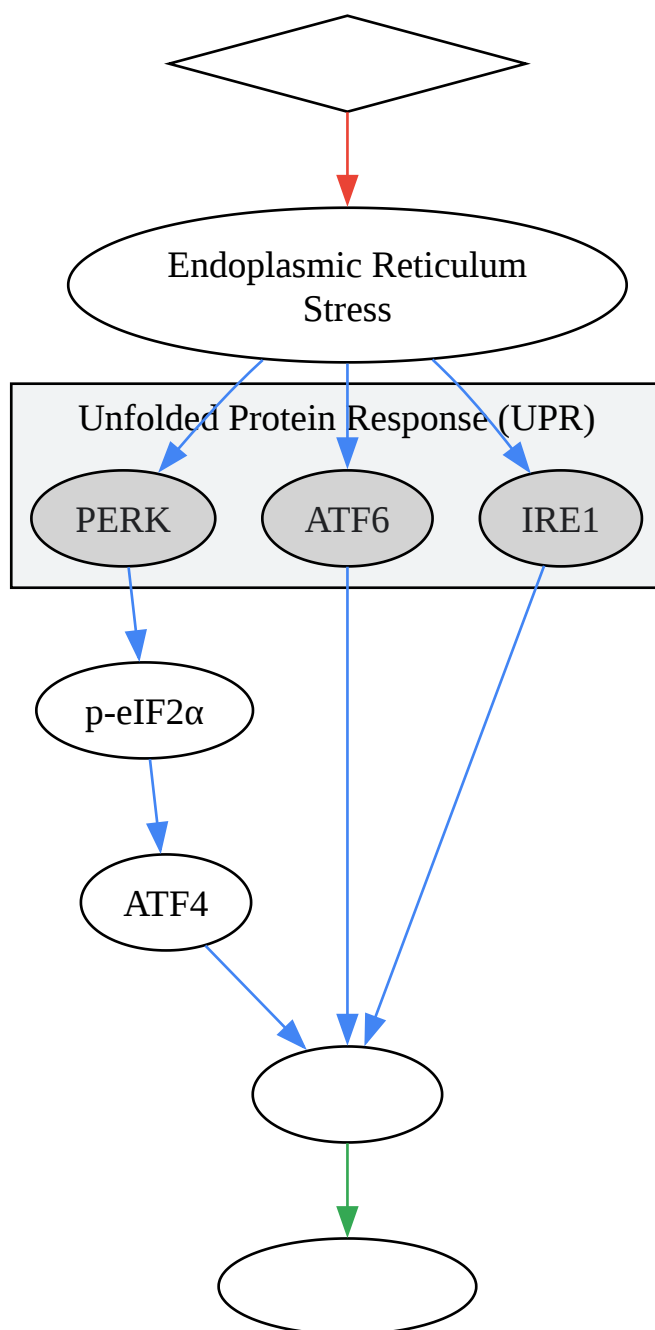 Endoplasmic Reticulum
Stress
Unfolded Protein Response (UPR)
PERK
ATF6
IRE1
p-eIF2α
ATF4